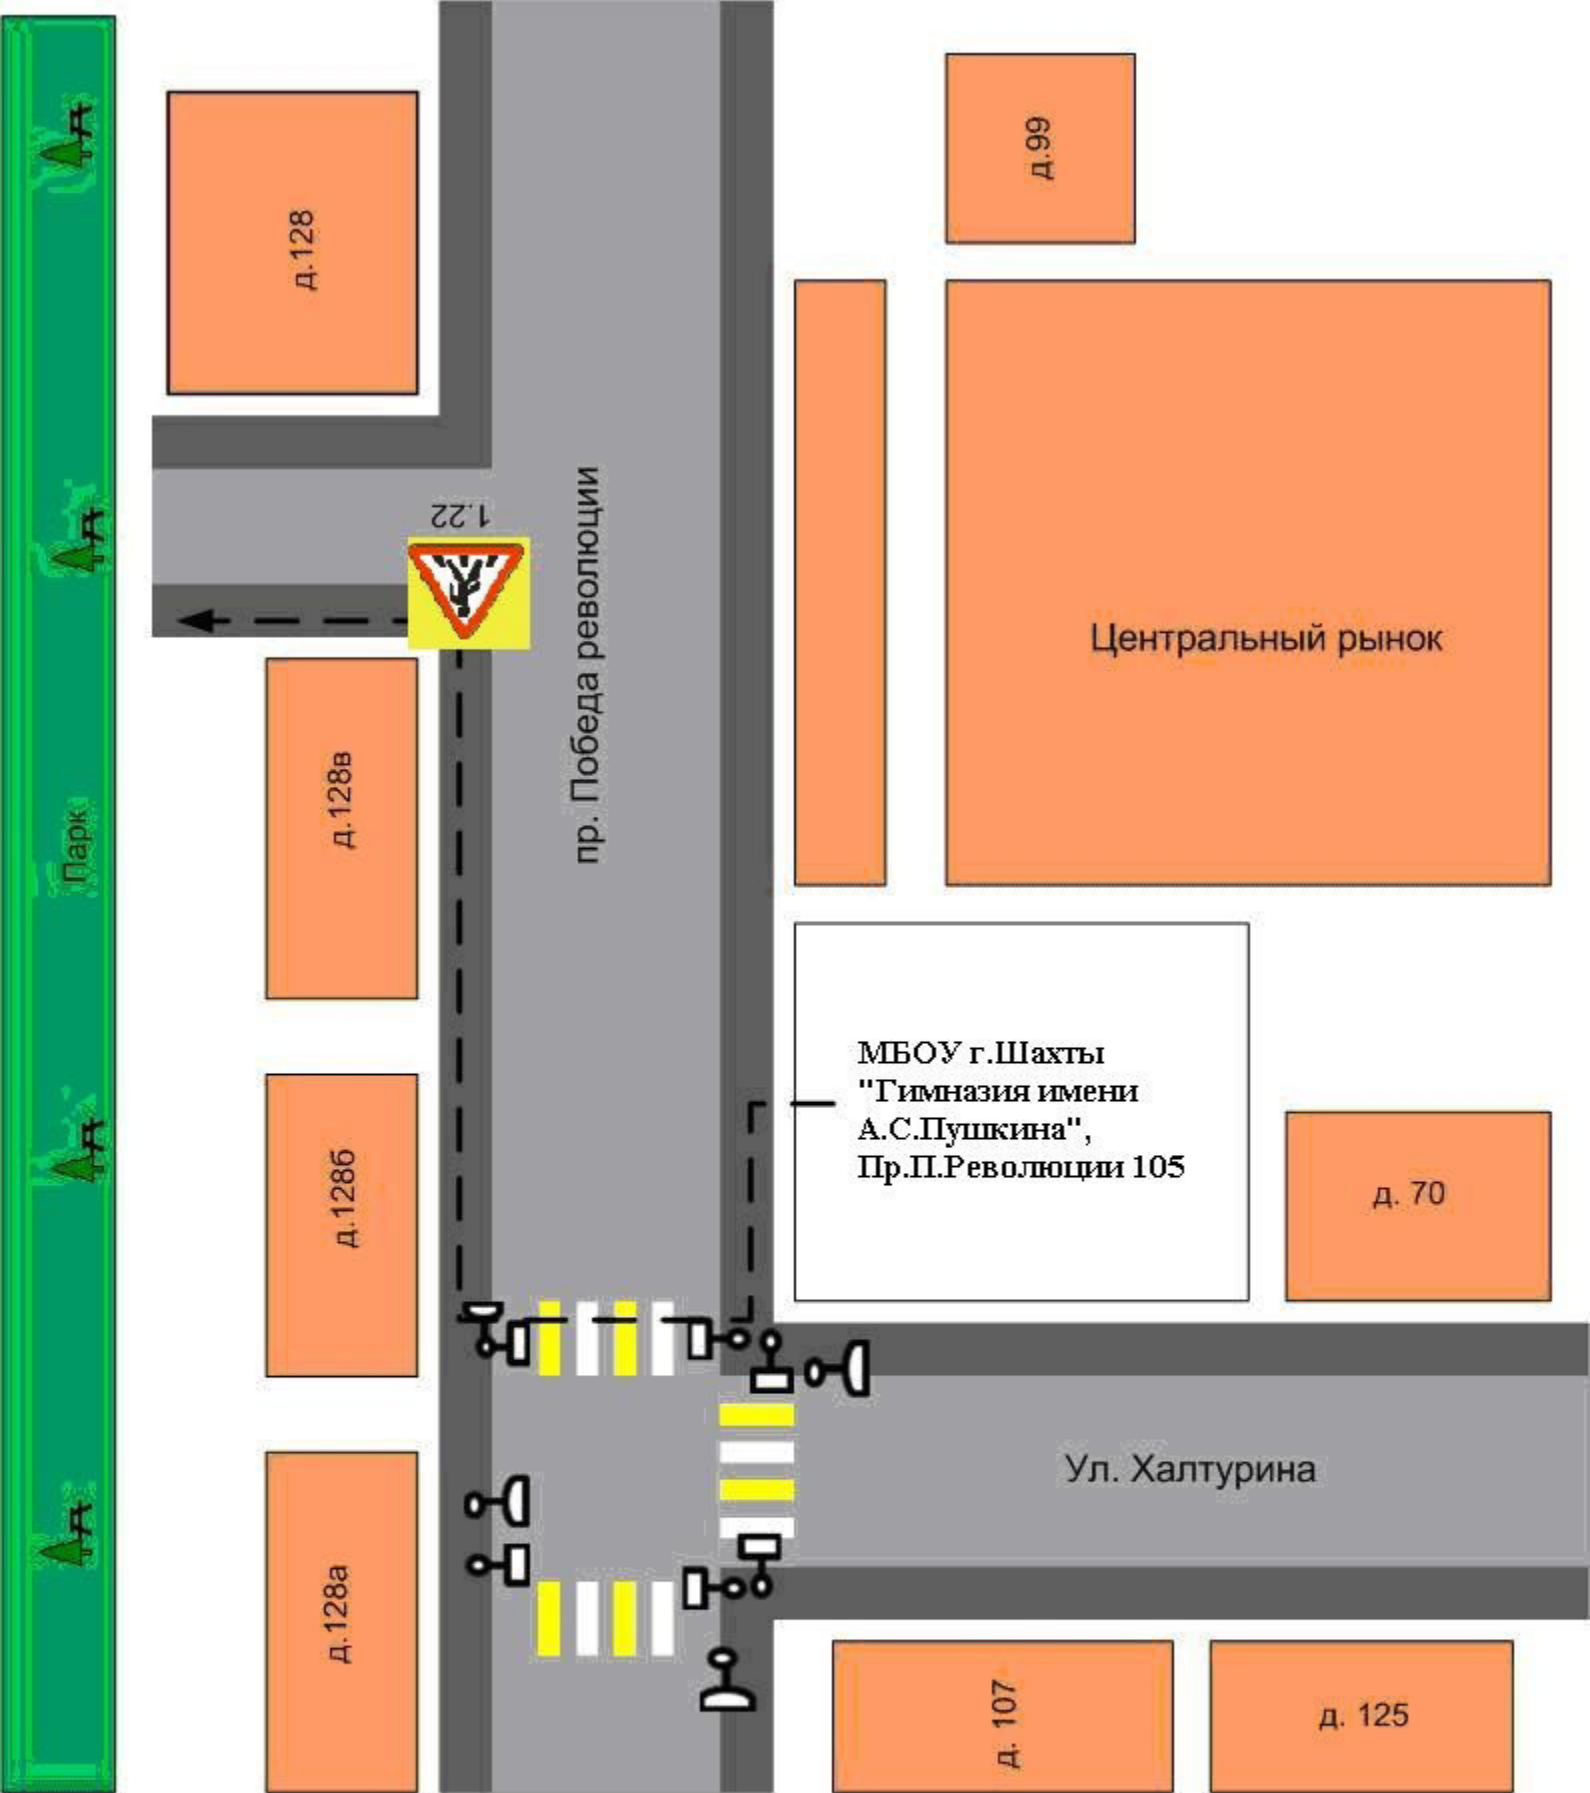 д.99
д.128
1.22
пр. Победа революции
Центральный рынок
д.128в
Парк
МБОУ г.Шахты
"Гимназия имени
А.С.Пушкина",
Пр.П.Революции 105
д.128б
д. 70
Ул. Халтурина
д.128а
д. 107
д. 125